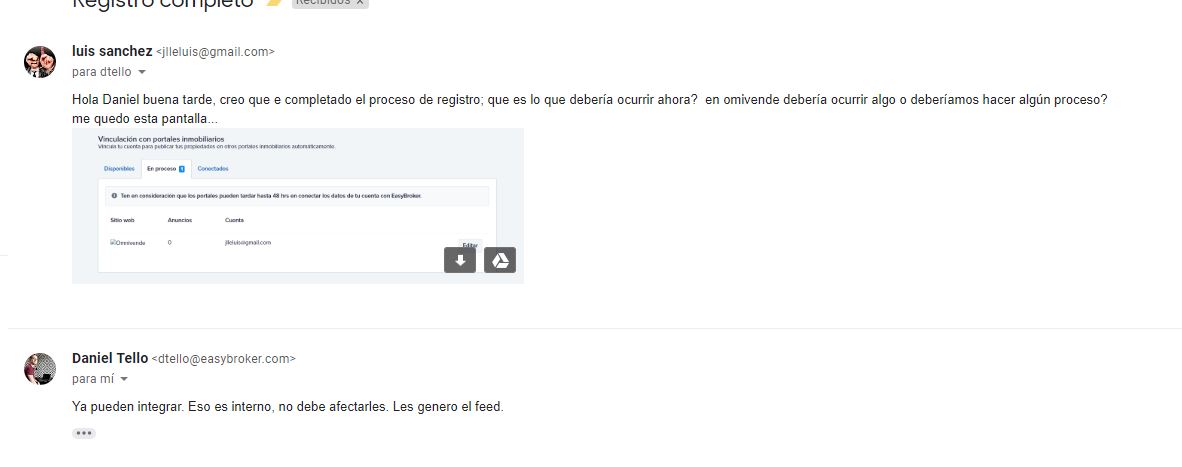 Registro completo
Recibidos x
luis sanchez <jlleluis@gmail.com>
para dtello
Hola Daniel buena tarde, creo que e completado el proceso de registro; que es lo que debería ocurrir ahora?  en omivende debería ocurrir algo o deberíamos hacer algún proceso?
me quedo esta pantalla...
Vinculación con portales inmobiliarios
Vincula tu cuenta para publicar tus propiedades en otros portales inmobiliarios automáticamente.
Disponibles En proceso 1 Conectados
Ten en consideración que los portales pueden tardar hasta 48 hrs en conectar los datos de tu cuenta con EasyBroker.
Sitio web Anuncios Cuenta
Omnivende 0 jlleluis@gmail.com Editar
Daniel Tello <dtello@easybroker.com>
para mí
Ya pueden integrar. Eso es interno, no debe afectarles. Les genero el feed.